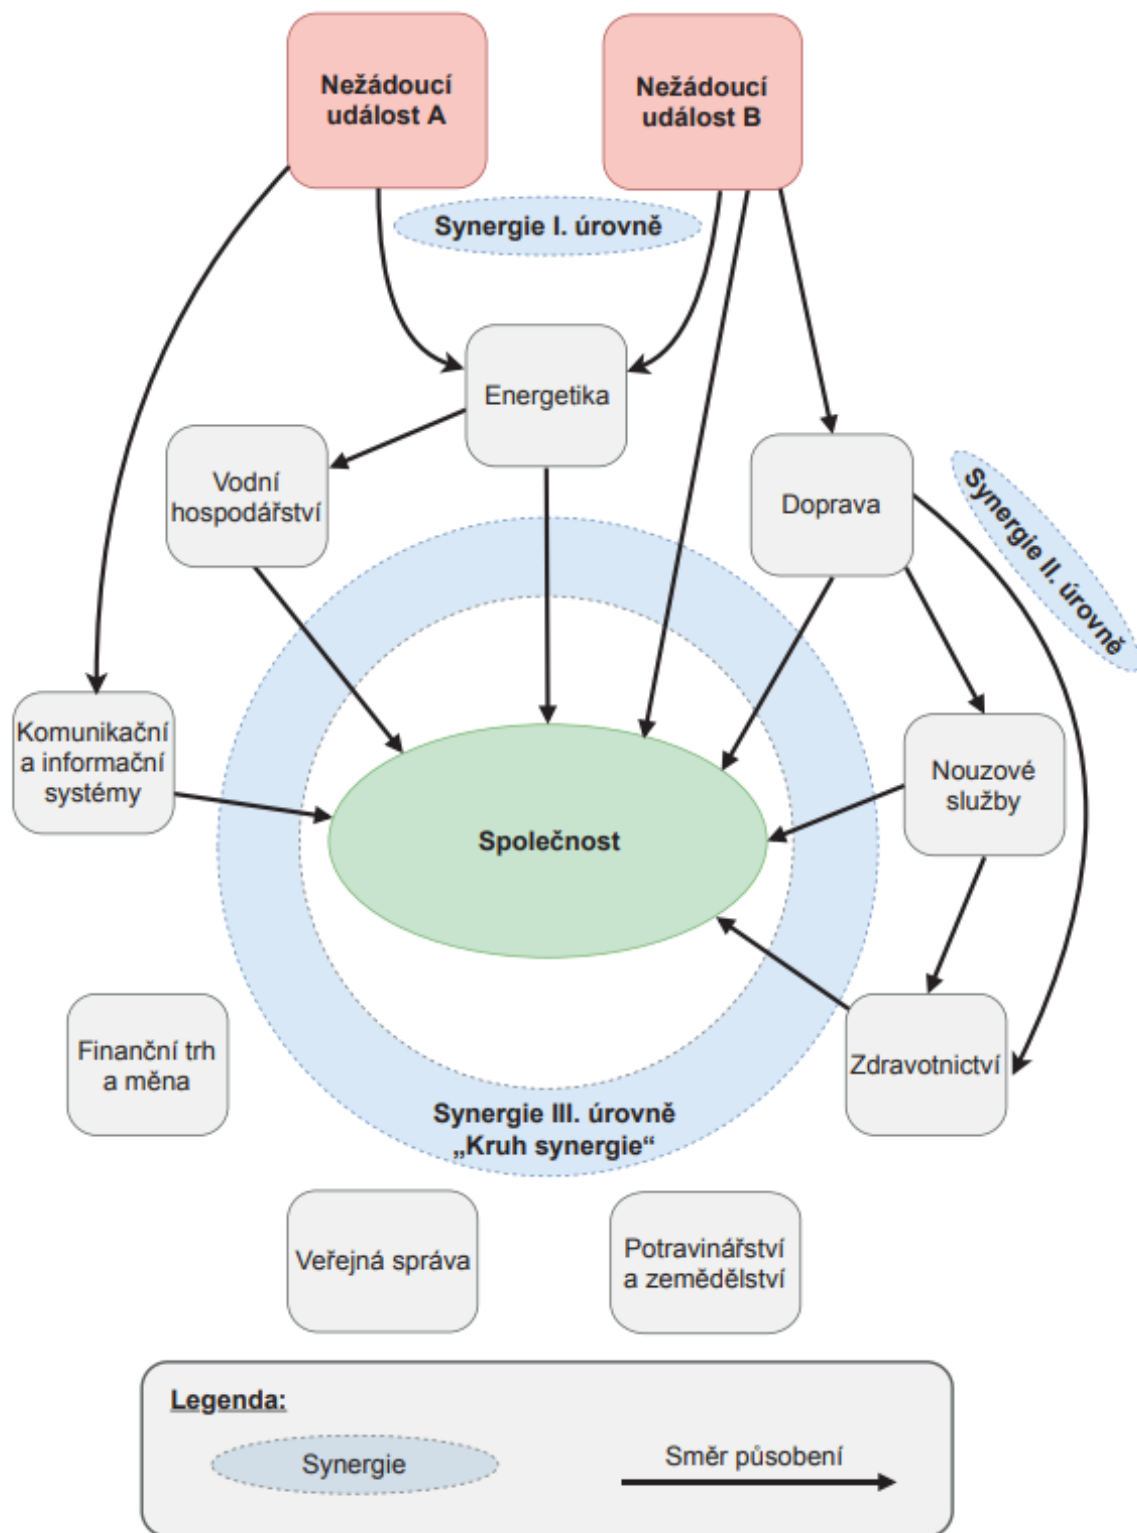 Nežádoucí
událost A
Nežádoucí
událost B
Synergie I. úrovně
Energetika
Vodní
hospodářství
Doprava
Synergie II. úrovně
Komunikační
a informační
systémy
Nouzové
služby
Společnost
Finanční trh
a měna
Zdravotnictví
Synergie III. úrovně
„Kruh synergie“
Veřejná správa
Potravinářství
a zemědělství
Legenda:
Synergie
Směr působení